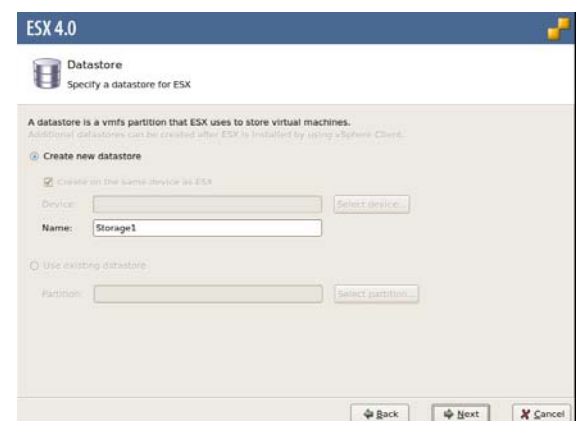 ESX 4.0
Datastore
Specify a datastore for ESX
A datastore is a vmfs partition that ESX uses to store virtual machines.
Additional datastores can be created after ESX is installed by using vSphere Client.
Create new datastore
Create on the same device as ESX
Device: Select device...
Name: Storage1
Use existing datastore
Partition: Select partition...
Back Next Cancel